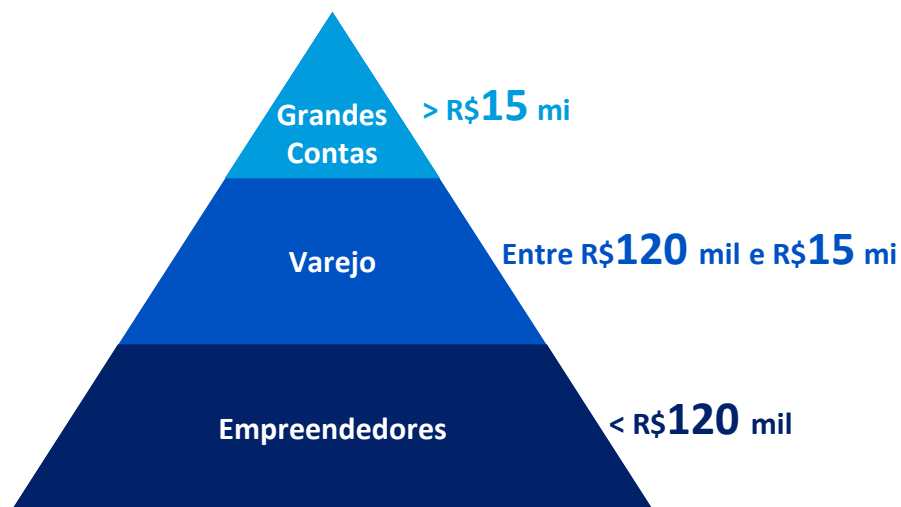 Grandes
Contas
> R$15 mi
Varejo
Entre R$120 mil e R$15 mi
Empreendedores
< R$120 mil